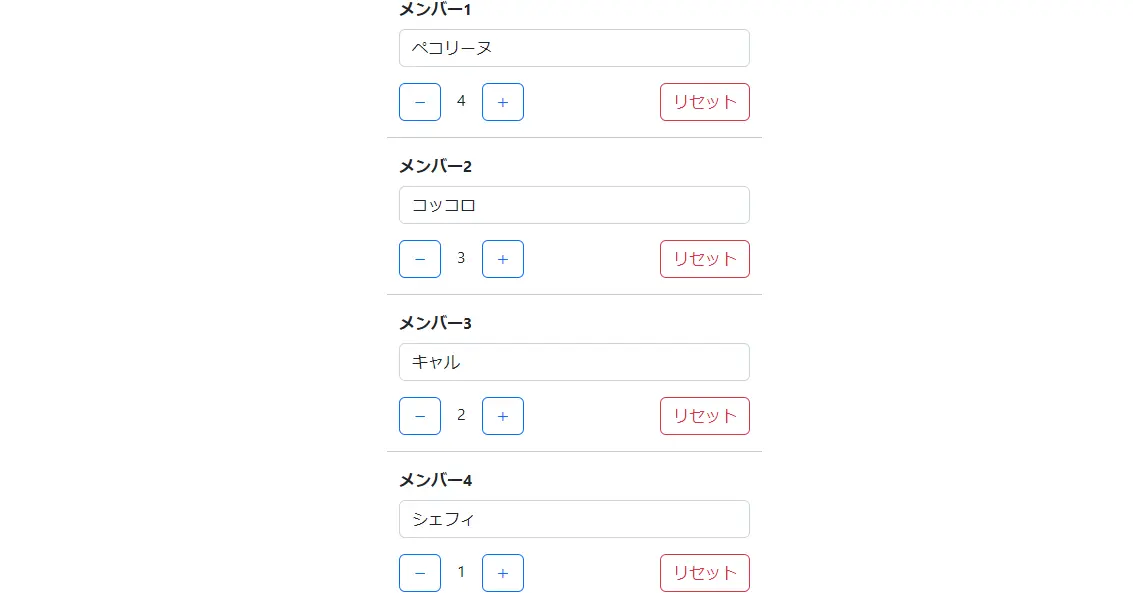 メンバー1
ペコリーヌ
− 4 + リセット
メンバー2
コッコロ
− 3 + リセット
メンバー3
キャル
− 2 + リセット
メンバー4
シェフィ
− 1 + リセット